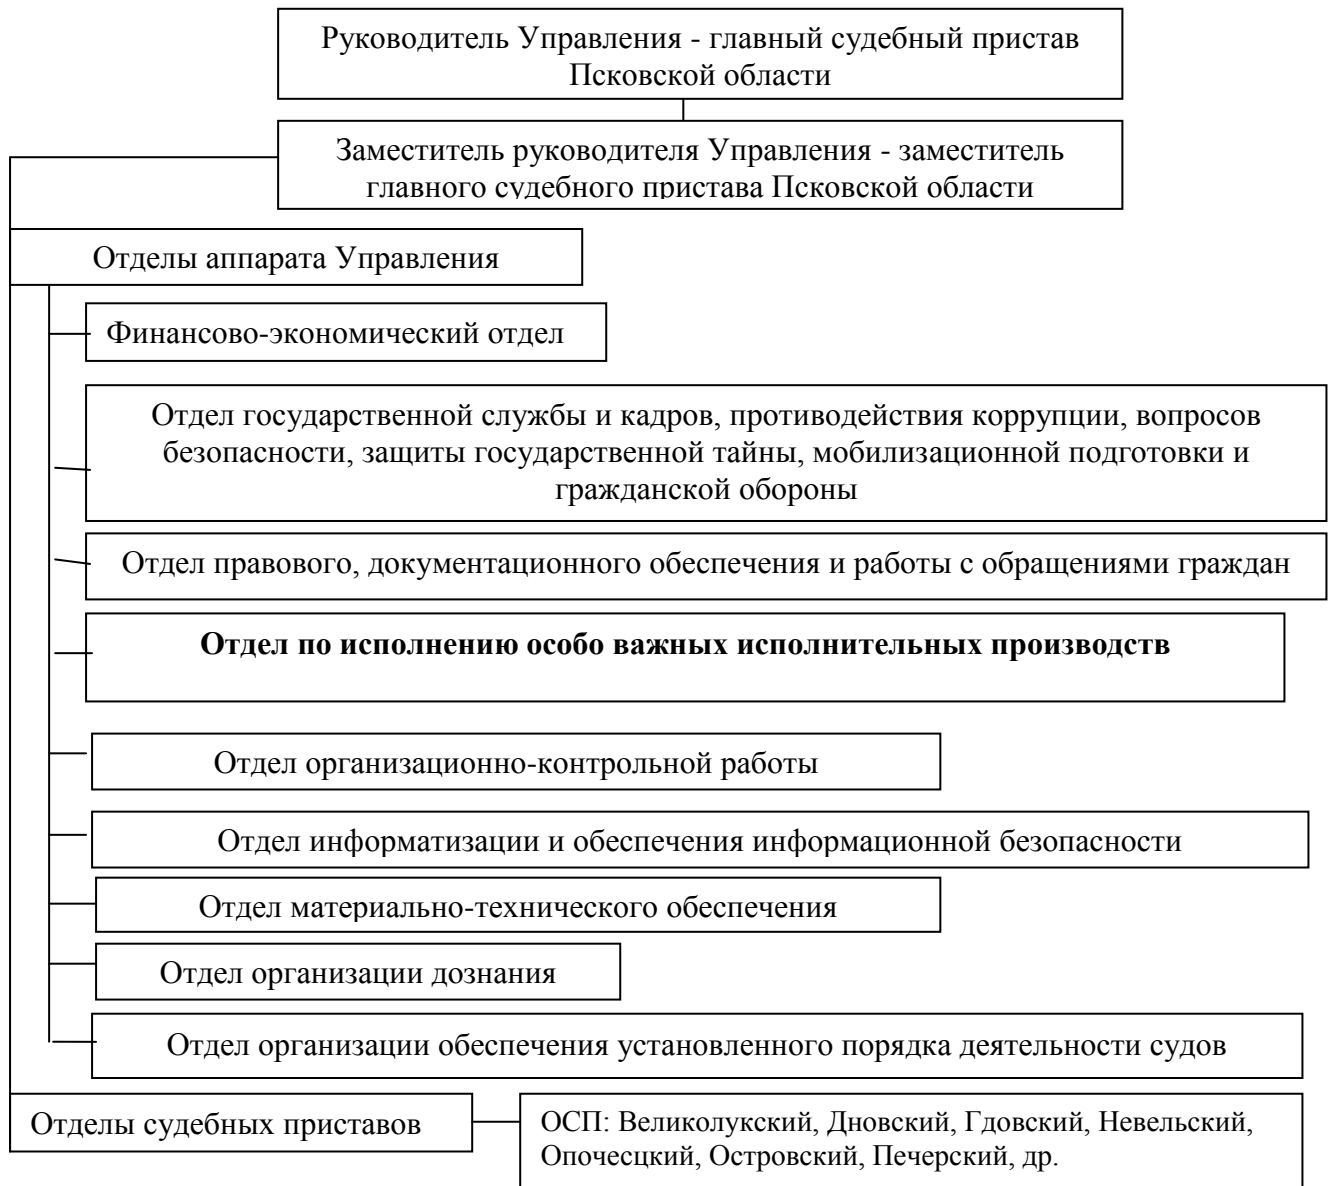 Руководитель Управления - главный судебный пристав
Псковской области
Заместитель руководителя Управления - заместитель
главного судебного пристава Псковской области
Отделы аппарата Управления
Финансово-экономический отдел
Отдел государственной службы и кадров, противодействия коррупции, вопросов
безопасности, защиты государственной тайны, мобилизационной подготовки и
гражданской обороны
Отдел правового, документационного обеспечения и работы с обращениями граждан
Отдел по исполнению особо важных исполнительных производств
Отдел организационно-контрольной работы
Отдел информатизации и обеспечения информационной безопасности
Отдел материально-технического обеспечения
Отдел организации дознания
Отдел организации обеспечения установленного порядка деятельности судов
Отделы судебных приставов
ОСП: Великолукский, Дновский, Гдовский, Невельский,
Опочесцкий, Островский, Печерский, др.